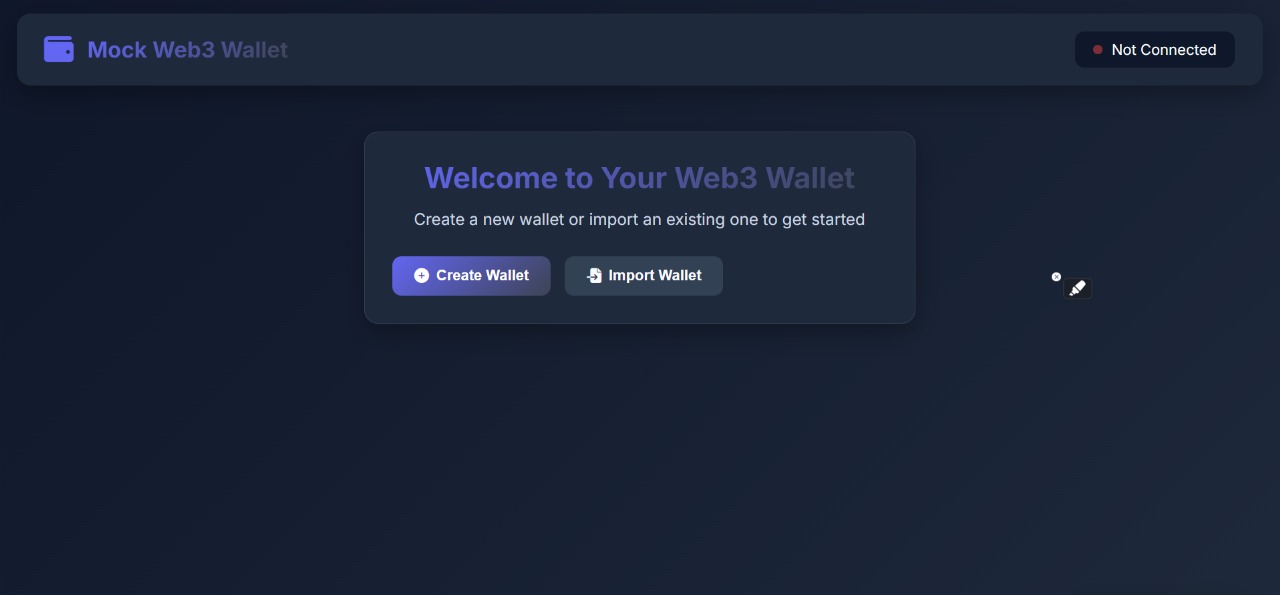 Mock Web3 Wallet
Not Connected
Welcome to Your Web3 Wallet
Create a new wallet or import an existing one to get started
Create Wallet
Import Wallet